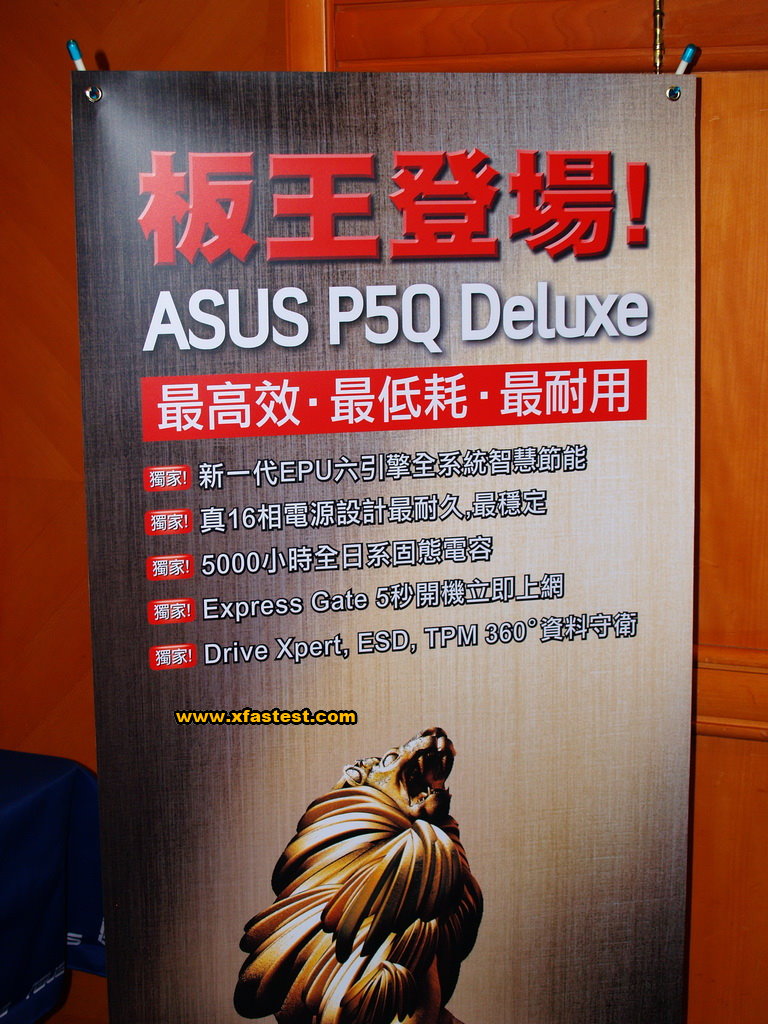 板王登場!
ASUS P5Q Deluxe
最高效·最低耗·最耐用
獨家! 新一代EPU六引擎全系統智慧節能
獨家! 真16相電源設計最耐久,最穩定
獨家! 5000小時全日系固態電容
獨家! Express Gate 5秒開機立即上網
獨家! Drive Xpert, ESD, TPM 360°資料守衛
www.xfastest.com